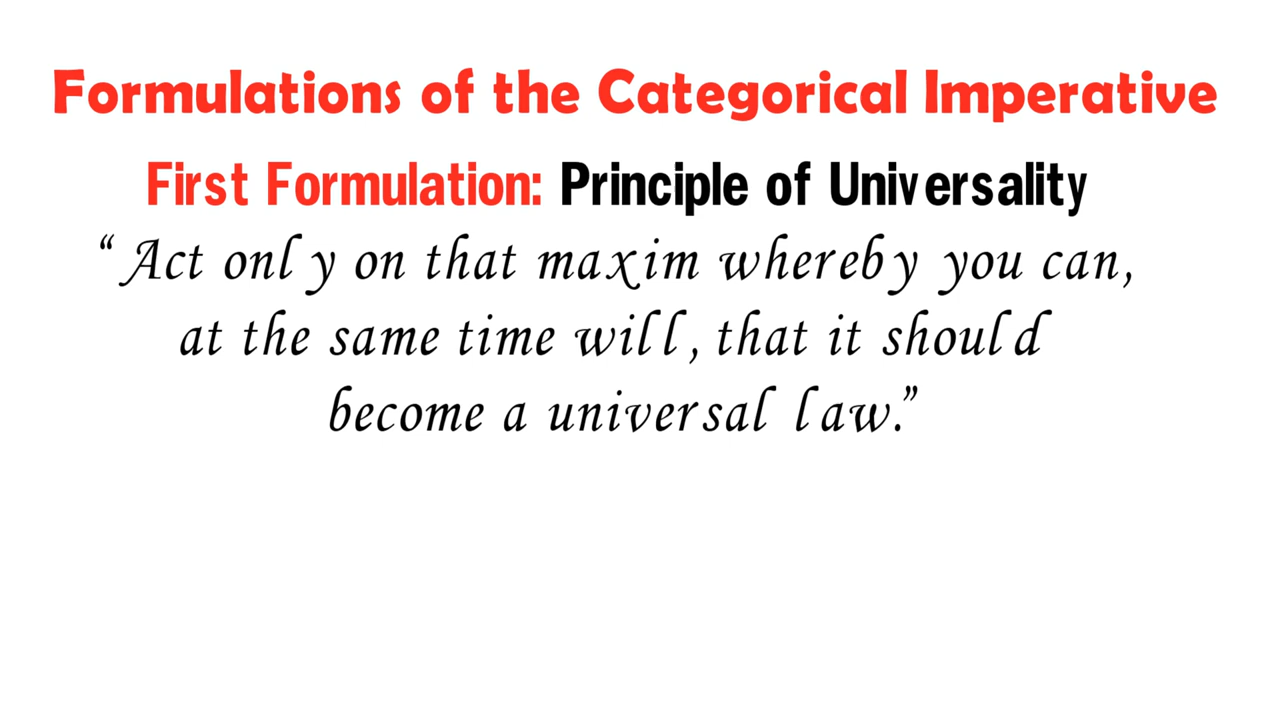 Formulations of the Categorical Imperative
First Formulation: Principle of Universality
“Act only on that maxim whereby you can,
at the same time will, that it should
become a universal law.”